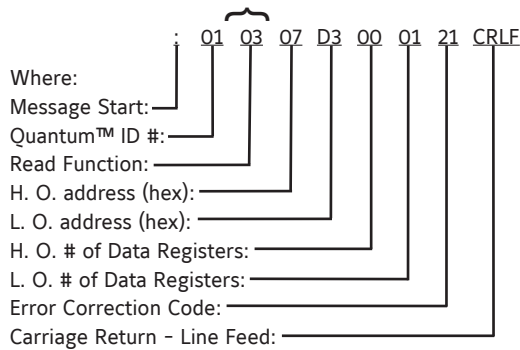 : 01 03 07 D3 00 01 21 CRLF
Where:
Message Start:
Quantum™ ID #:
Read Function:
H. O. address (hex):
L. O. address (hex):
H. O. # of Data Registers:
L. O. # of Data Registers:
Error Correction Code:
Carriage Return - Line Feed: